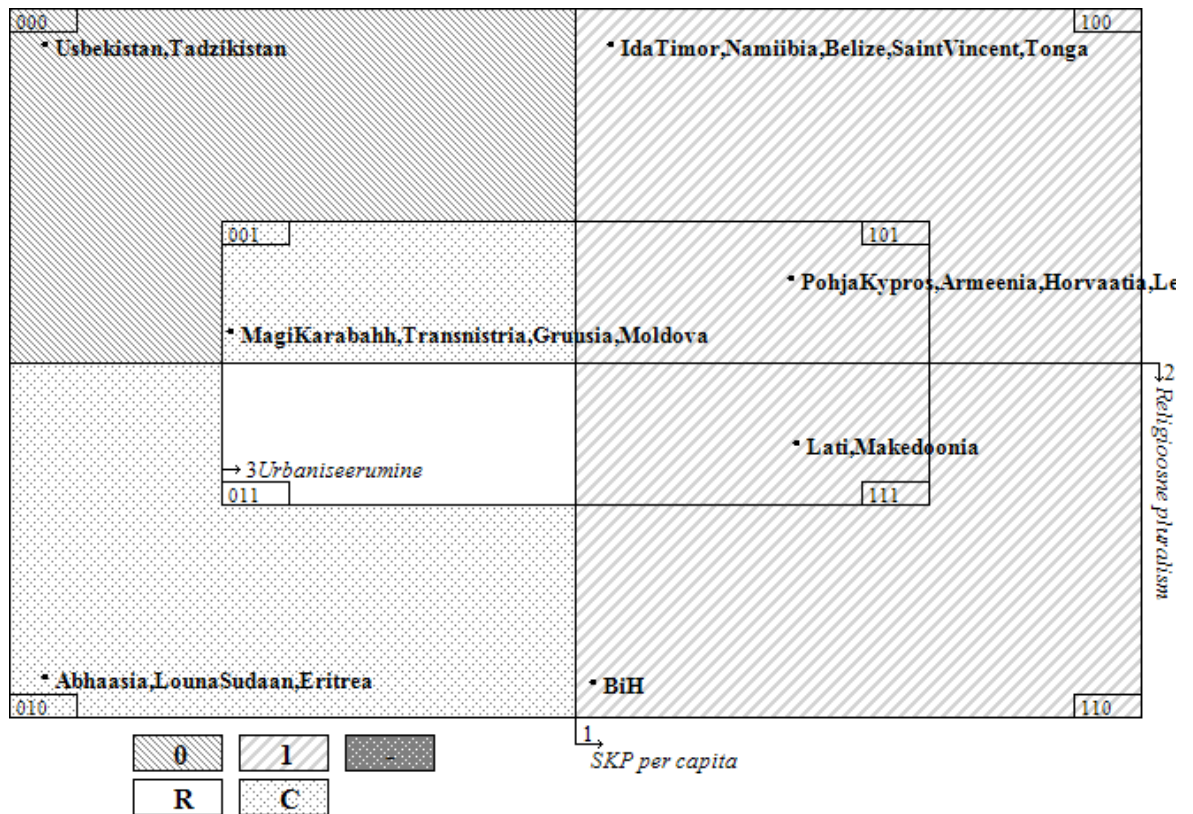 000
100
Usbekistan,Tadzikistan
IdaTimor,Namiibia,Belize,SaintVincent,Tonga
001
101
PohjaKypros,Armeenia,Horvaatia,Le
MagiKarabahh,Transnistria,Gruusia,Moldova
2
Religioosne pluralism
Lati,Makedoonia
3Urbaniseerumine
011
111
Abhaasia,LounaSudaan,Eritrea
BiH
010
110
1
SKP per capita
0
1
-
R
C